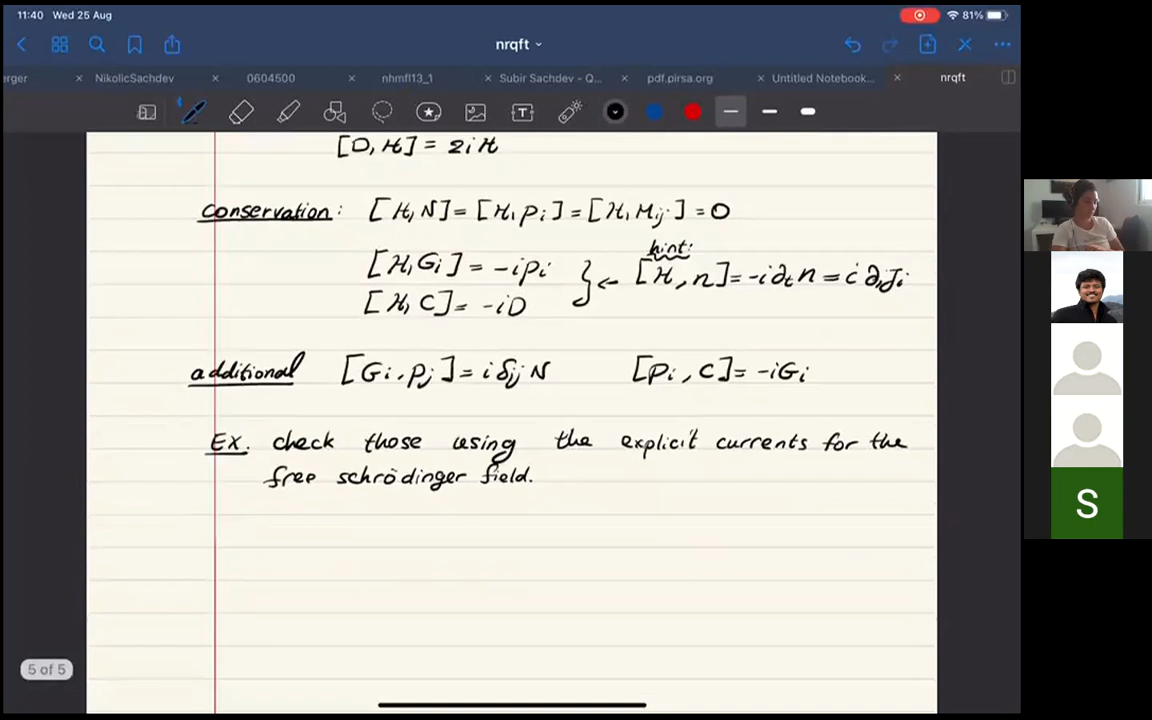 11:40 Wed 25 Aug
81%
nrqft
erger
NikolicSachdev
0604500
nhmfl13_1
Subir Sachdev - Q...
pdf.pirsa.org
Untitled Notebook...
nrqft
[D, H] = 2iH
conservation: [H, N] = [H, Pi] = [H, Mij] = 0
hint:
[H, Gi] = -iPi
[H, C] = -iD
} ← [H, n] = -i∂t n = i ∂iJi
additional [Gi, Pj] = i δij N [Pi, C] = -iGi
Ex. check those using the explicit currents for the
free schrödinger field.
5 of 5
S